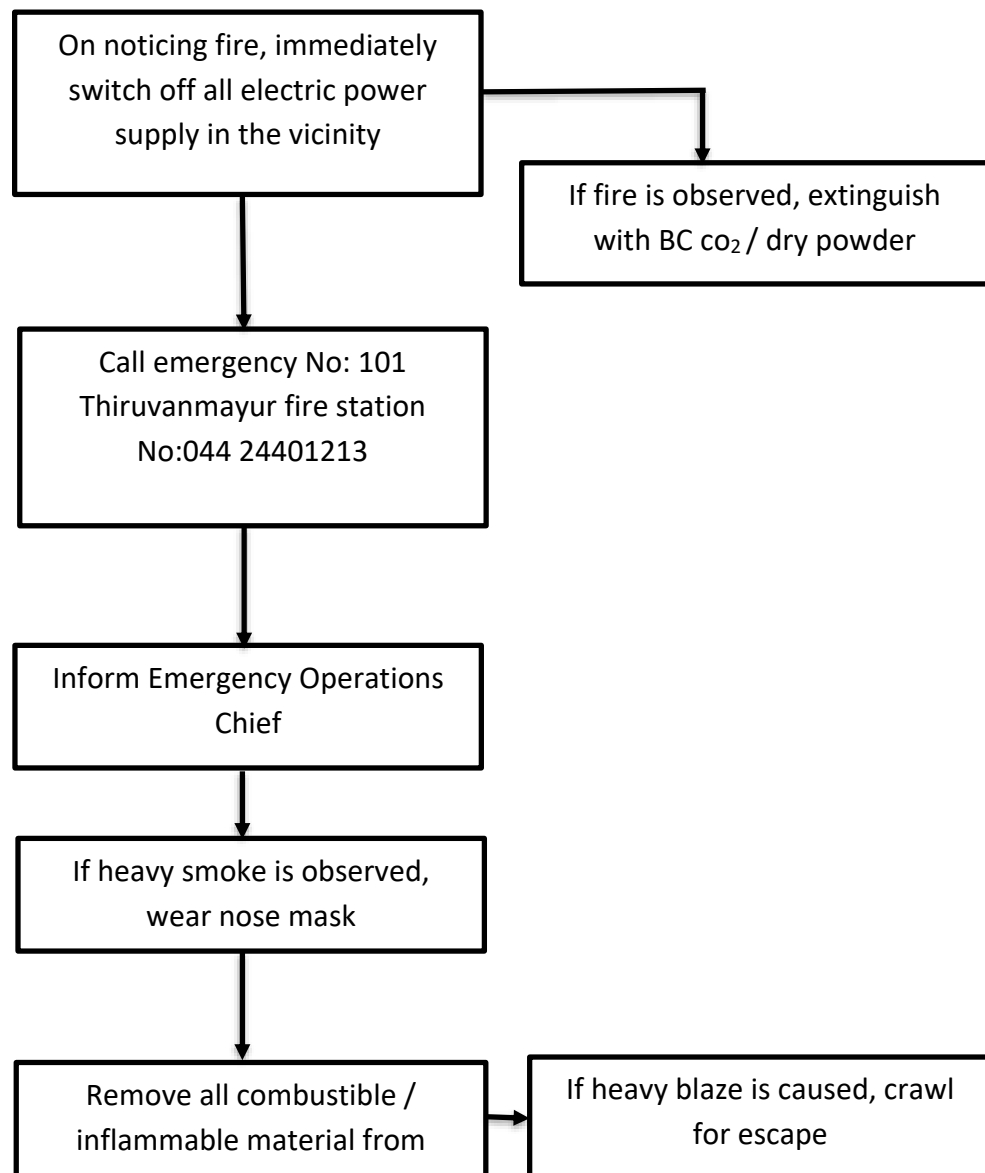 On noticing fire, immediately
switch off all electric power
supply in the vicinity
If fire is observed, extinguish
with BC co₂ / dry powder
Call emergency No: 101
Thiruvanmayur fire station
No:044 24401213
Inform Emergency Operations
Chief
If heavy smoke is observed,
wear nose mask
Remove all combustible /
inflammable material from
If heavy blaze is caused, crawl
for escape